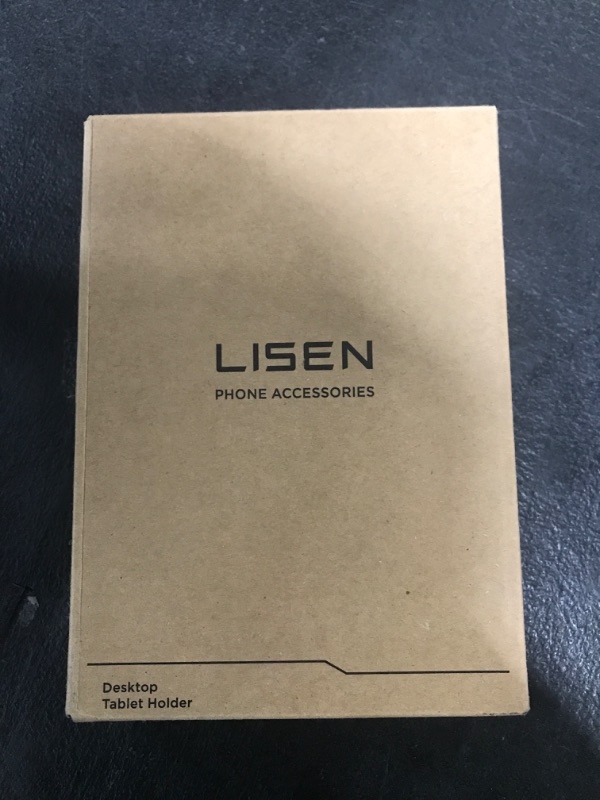 LISEN
PHONE ACCESSORIES
Desktop
Tablet Holder